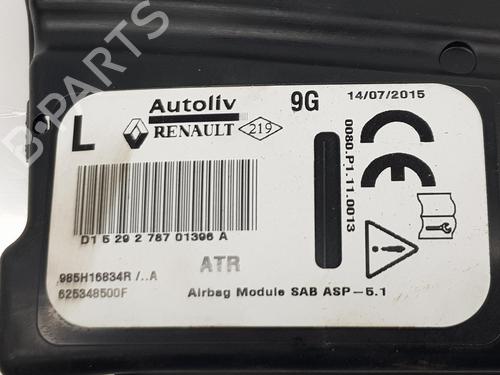 Autoliv 9G 14/07/2015
L RENAULT 219
0080.P1.11.0013
D1 5 29 2 787 01396 A
985H16834R /..A
ATR
625348500F
Airbag Module SAB ASP-5.1
B-PARTS